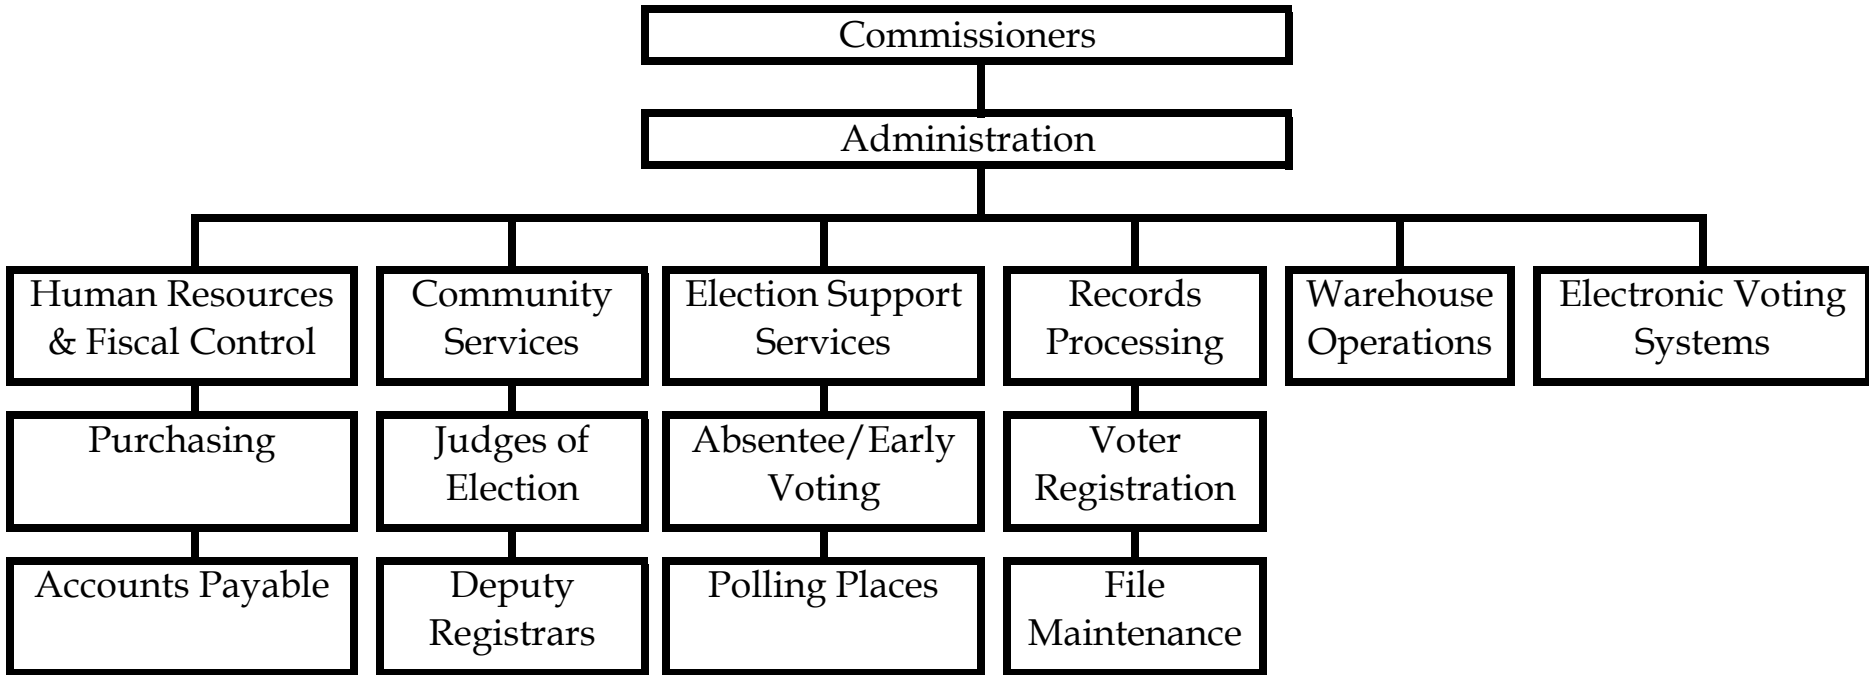 Commissioners
Administration
Human Resources
& Fiscal Control
Community
Services
Election Support
Services
Records
Processing
Warehouse
Operations
Electronic Voting
Systems
Purchasing
Judges of
Election
Absentee/Early
Voting
Voter
Registration
Accounts Payable
Deputy
Registrars
Polling Places
File
Maintenance